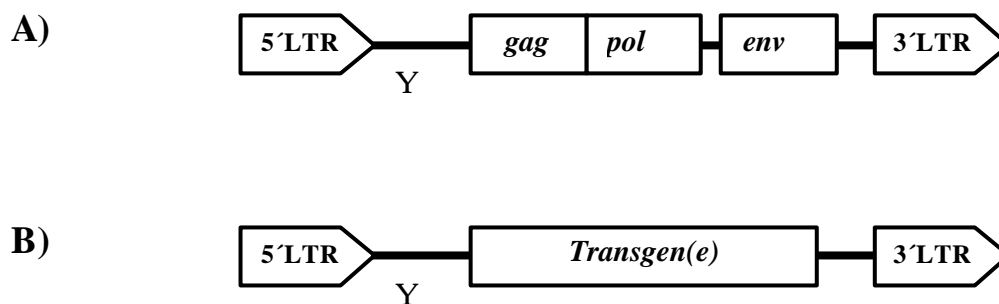 A) 5´LTR gag pol env 3´LTR
Y
B) 5´LTR Transgen(e) 3´LTR
Y